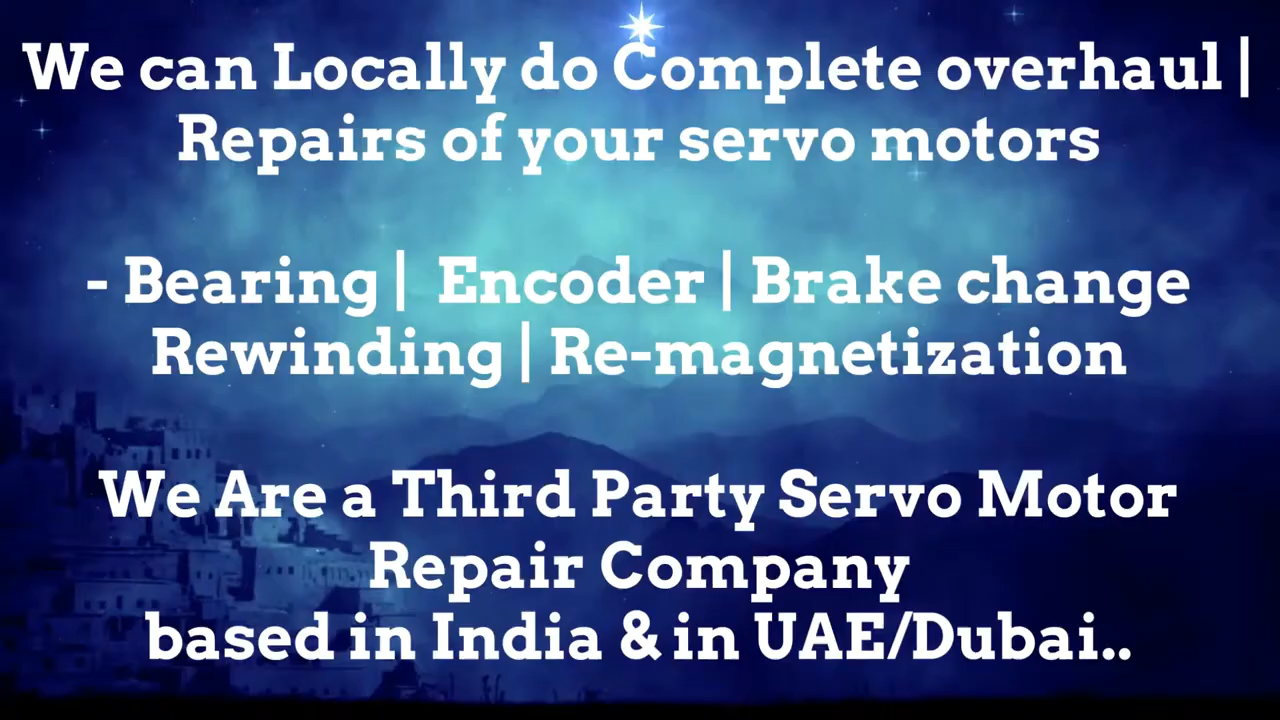 We can Locally do Complete overhaul |
Repairs of your servo motors
- Bearing | Encoder | Brake change
Rewinding | Re-magnetization
We Are a Third Party Servo Motor
Repair Company
based in India & in UAE/Dubai..